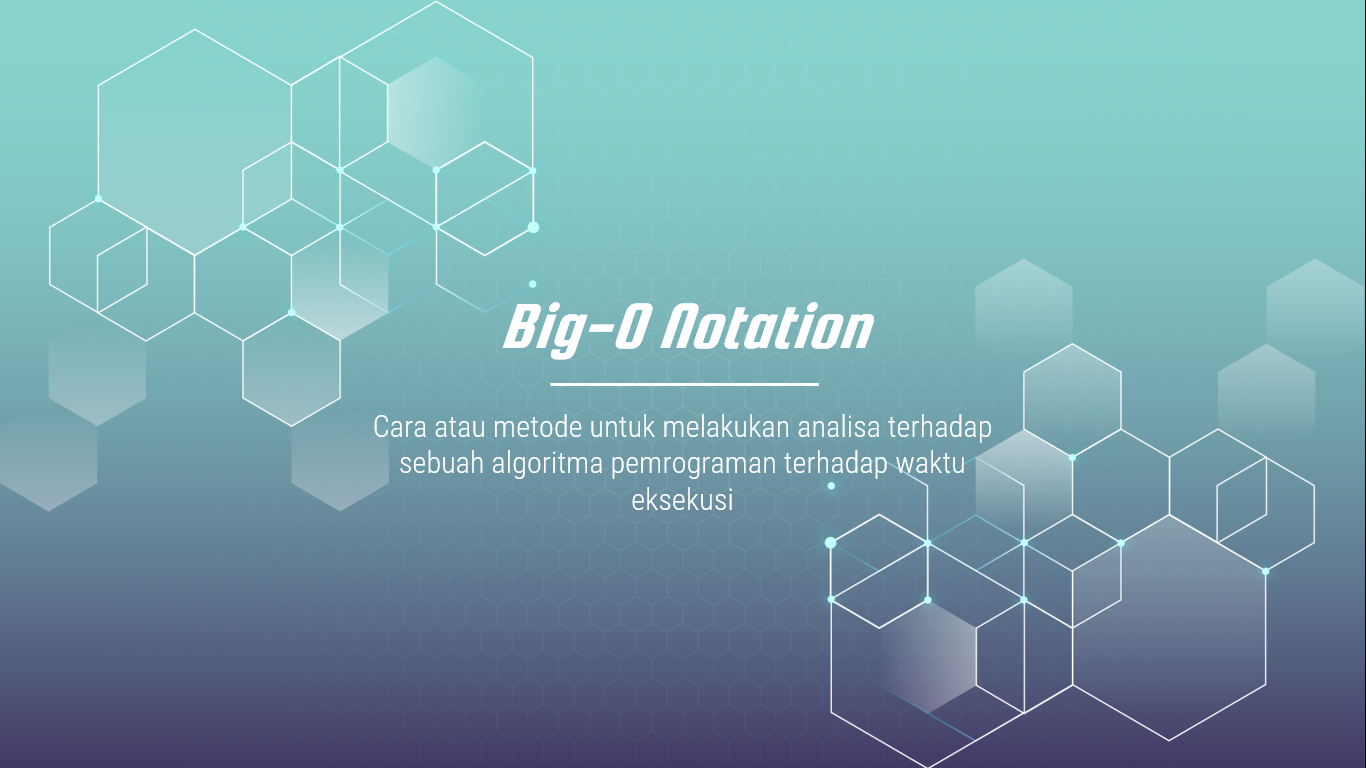 Big-O Notation
Cara atau metode untuk melakukan analisa terhadap
sebuah algoritma pemrograman terhadap waktu
eksekusi